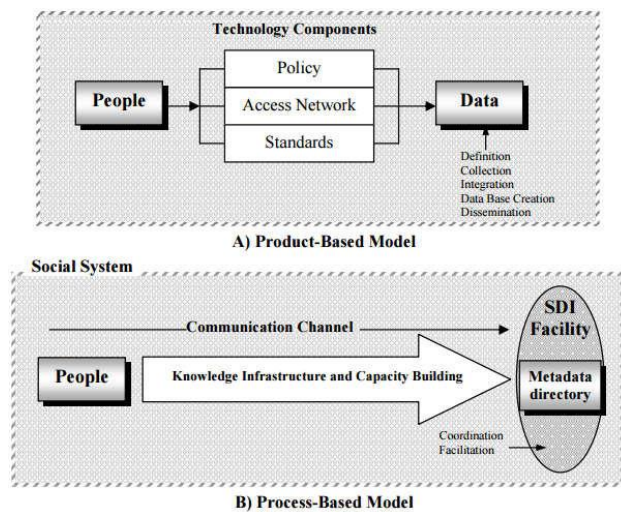 Technology Components
Policy
People
Access Network
Data
Standards
Definition
Collection
Integration
Data Base Creation
Dissemination
A) Product-Based Model
Social System
SDI
Facility
Communication Channel
People
Knowledge Infrastructure and Capacity Building
Metadata
directory
Coordination
Facilitation
B) Process-Based Model